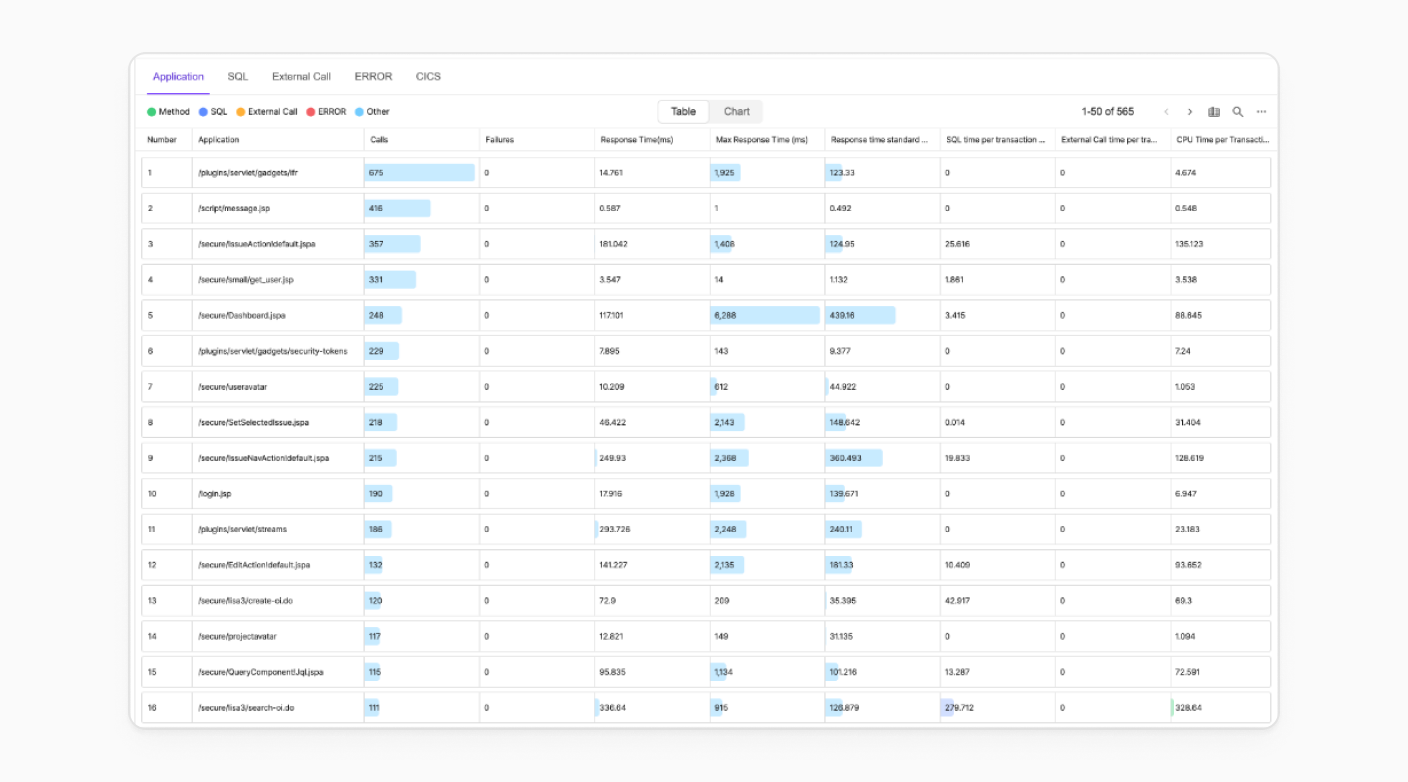 Application SQL External Call ERROR CICS
Method SQL External Call ERROR Other Table Chart 1-50 of 565
Number Application Calls Failures Response Time(ms) Max Response Time (ms) Response time standard ... SQL time per transaction ... External Call time per tra... CPU Time per Transacti...
1 /plugins/servlet/gadgets/ifr 675 0 14.761 1,925 123.33 0 0 4.674
2 /script/message.jsp 416 0 0.587 1 0.492 0 0 0.548
3 /secure/IssueAction!default.jspa 357 0 181.042 1,408 124.95 25.616 0 135.123
4 /secure/small/get_user.jsp 331 0 3.547 14 1.132 1.861 0 3.538
5 /secure/Dashboard.jspa 248 0 117.101 6,288 439.16 3.415 0 88.645
6 /plugins/servlet/gadgets/security-tokens 229 0 7.895 143 9.377 0 0 7.24
7 /secure/useravatar 225 0 10.209 612 44.922 0 0 1.053
8 /secure/SetSelectedIssue.jspa 218 0 46.422 2,143 148.642 0.014 0 31.404
9 /secure/IssueNavAction!default.jspa 215 0 249.93 2,368 360.493 19.833 0 128.619
10 /login.jsp 190 0 17.916 1,928 139.671 0 0 6.947
11 /plugins/servlet/streams 186 0 293.726 2,248 240.11 0 0 23.183
12 /secure/EditAction!default.jspa 132 0 141.227 2,135 181.33 10.409 0 93.652
13 /secure/lisa3/create-oi.do 120 0 72.9 209 35.395 42.917 0 69.3
14 /secure/projectavatar 117 0 12.821 149 31.135 0 0 1.094
15 /secure/QueryComponent!Jql.jspa 115 0 95.835 1,134 101.216 13.287 0 72.591
16 /secure/lisa3/search-oi.do 111 0 336.64 915 126.879 279.712 0 328.64